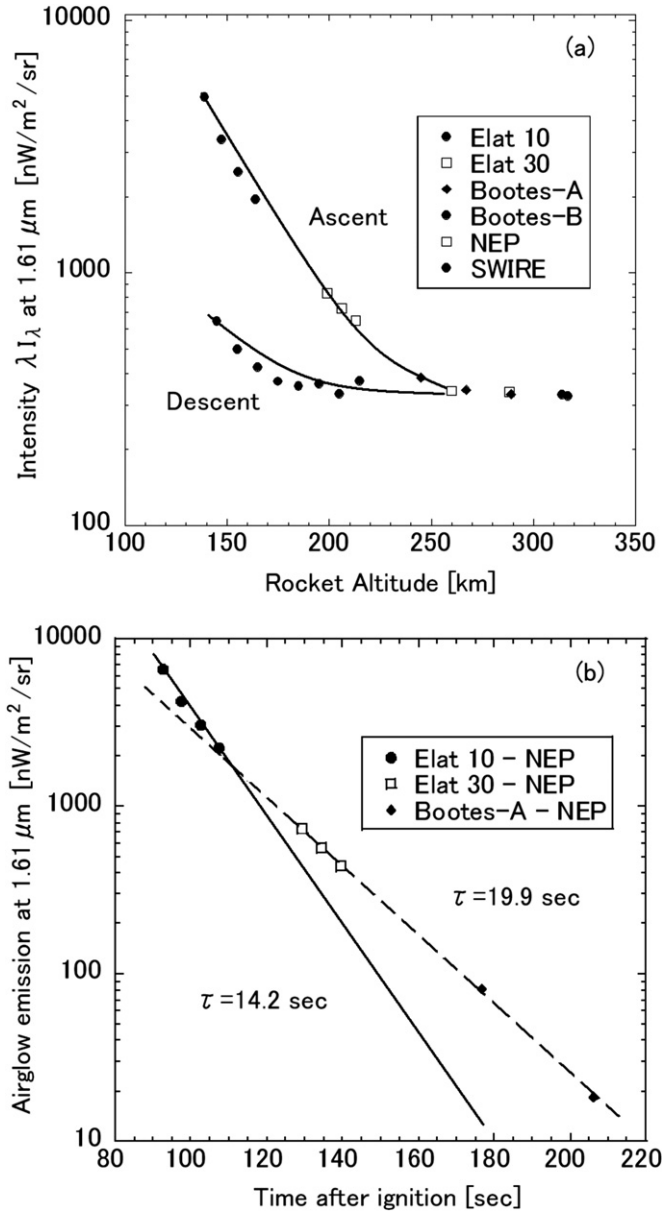 10000
(a)
Elat 10
Elat 30
Bootes-A
Bootes-B
NEP
SWIRE
Ascent
1000
Descent
100
100 150 200 250 300 350
Intensity λIλ at 1.61 μm [nW/m²/sr]
Rocket Altitude [km]
10000
(b)
Elat 10 - NEP
Elat 30 - NEP
Bootes-A - NEP
1000
τ=19.9 sec
100
τ=14.2 sec
10
80 100 120 140 160 180 200 220
Airglow emission at 1.61 μm [nW/m²/sr]
Time after ignition [sec]